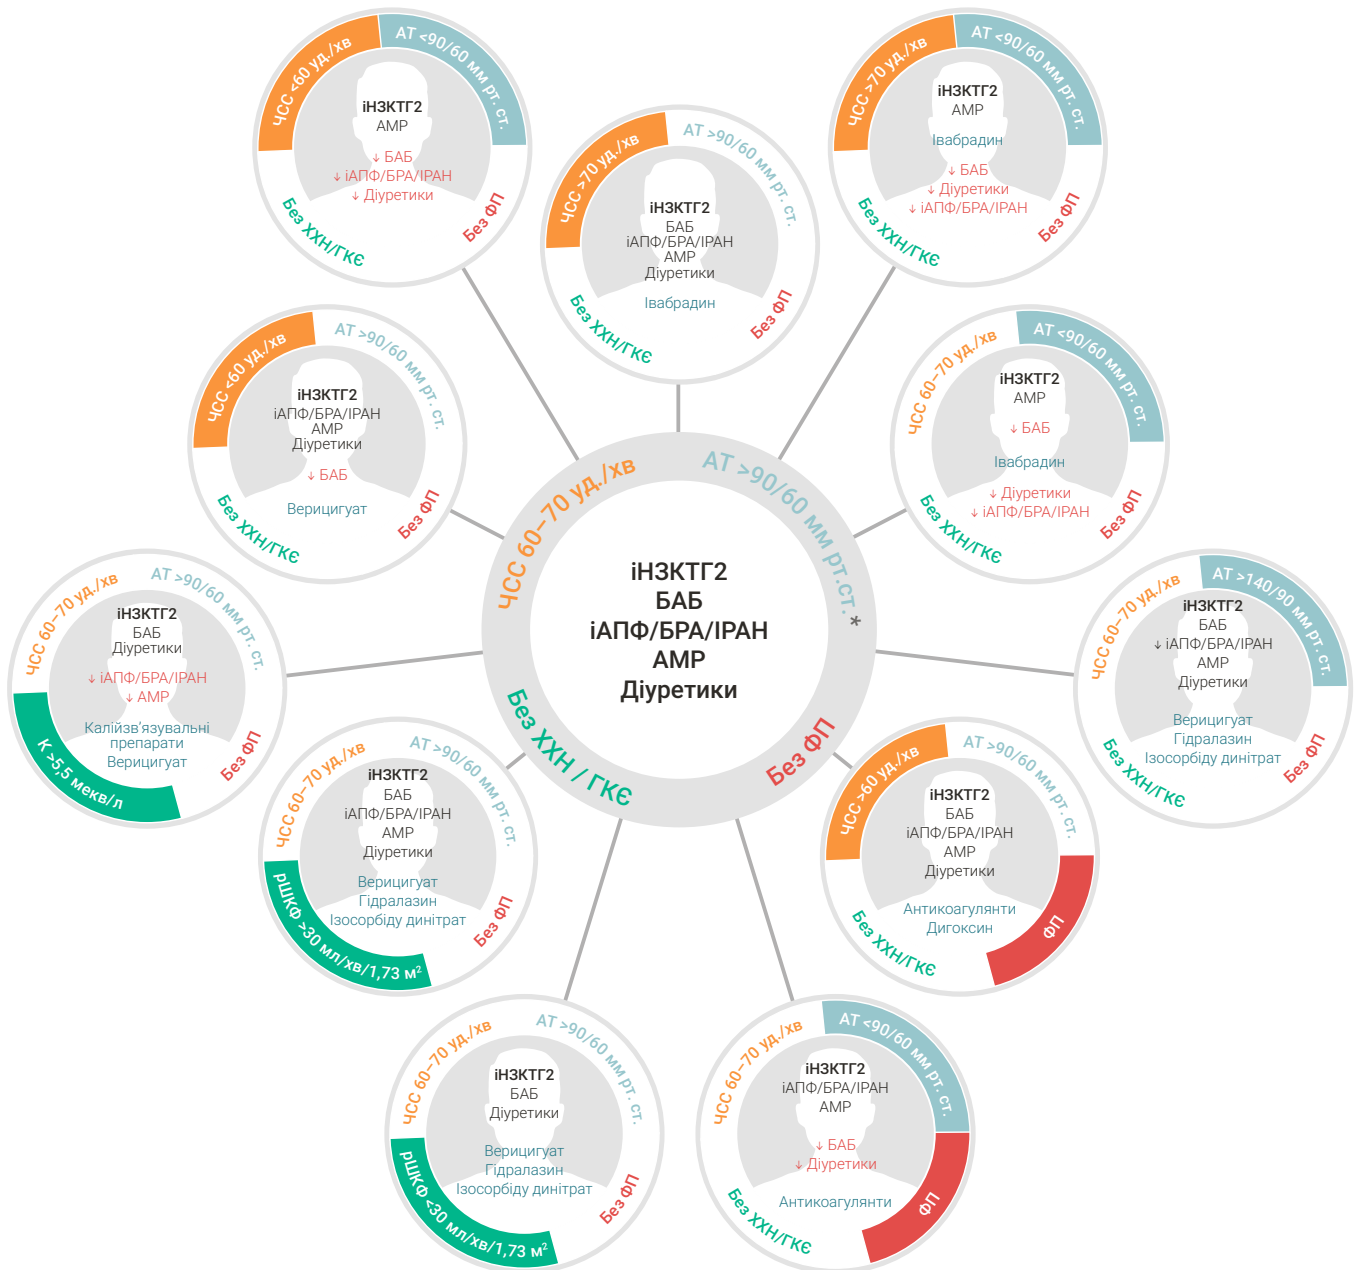 ЧСС <60 уд./хв
АТ <90/60 мм рт. ст.
іНЗКТГ2
АМР
↓ БАБ
↓ іАПФ/БРА/ІРАН
↓ Діуретики
Без ХХН/ГКЄ
Без ФП
ЧСС >70 уд./хв
АТ >90/60 мм рт. ст.
іНЗКТГ2
БАБ
іАПФ/БРА/ІРАН
АМР
Діуретики
Івабрадин
Без ХХН/ГКЄ
Без ФП
ЧСС >70 уд./хв
АТ <90/60 мм рт. ст.
іНЗКТГ2
АМР
Івабрадин
↓ БАБ
↓ Діуретики
↓ іАПФ/БРА/ІРАН
Без ХХН/ГКЄ
Без ФП
ЧСС <60 уд./хв
АТ >90/60 мм рт. ст.
іНЗКТГ2
іАПФ/БРА/ІРАН
АМР
Діуретики
↓ БАБ
Верицигуат
Без ХХН/ГКЄ
Без ФП
ЧСС 60–70 уд./хв
АТ <90/60 мм рт. ст.
іНЗКТГ2
АМР
↓ БАБ
Івабрадин
↓ Діуретики
↓ іАПФ/БРА/ІРАН
Без ХХН/ГКЄ
Без ФП
ЧСС 60–70 уд./хв
АТ >90/60 мм рт.ст.*
іНЗКТГ2
БАБ
іАПФ/БРА/ІРАН
АМР
Діуретики
Без ХХН / ГКЄ
Без ФП
ЧСС 60–70 уд./хв
АТ >90/60 мм рт. ст.
іНЗКТГ2
БАБ
Діуретики
↓ іАПФ/БРА/ІРАН
↓ АМР
Калійзв'язувальні
препарати
Верицигуат
К >5,5 мекв/л
Без ФП
ЧСС 60–70 уд./хв
АТ >140/90 мм рт. ст.
іНЗКТГ2
БАБ
↓ іАПФ/БРА/ІРАН
АМР
Діуретики
Верицигуат
Гідралазин
Ізосорбіду динітрат
Без ХХН/ГКЄ
Без ФП
ЧСС 60–70 уд./хв
АТ >90/60 мм рт. ст.
іНЗКТГ2
БАБ
іАПФ/БРА/ІРАН
АМР
Діуретики
Верицигуат
Гідралазин
Ізосорбіду динітрат
рШКФ >30 мл/хв/1,73 м²
Без ФП
ЧСС >60 уд./хв
АТ >90/60 мм рт. ст.
іНЗКТГ2
БАБ
іАПФ/БРА/ІРАН
АМР
Діуретики
Антикоагулянти
Дигоксин
Без ХХН/ГКЄ
ФП
ЧСС 60–70 уд./хв
АТ >90/60 мм рт. ст.
іНЗКТГ2
БАБ
Діуретики
Верицигуат
Гідралазин
Ізосорбіду динітрат
рШКФ <30 мл/хв/1,73 м²
Без ФП
ЧСС 60–70 уд./хв
АТ <90/60 мм рт. ст.
іНЗКТГ2
іАПФ/БРА/ІРАН
АМР
↓ БАБ
↓ Діуретики
Антикоагулянти
Без ХХН/ГКЄ
ФП